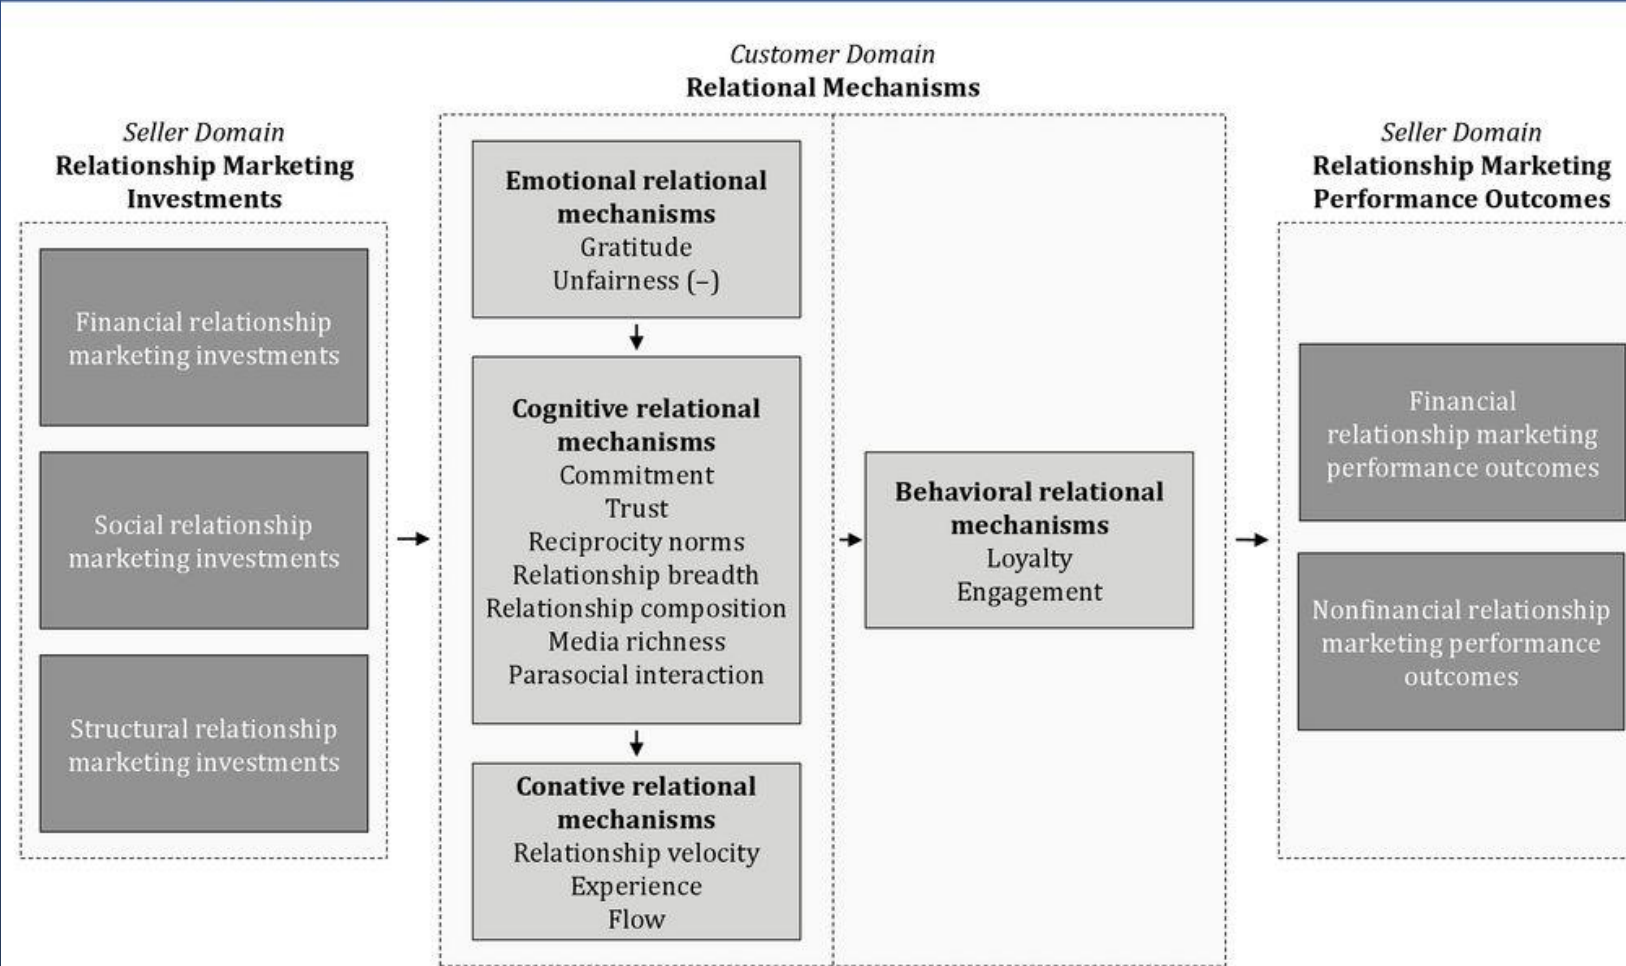 Customer Domain
Relational Mechanisms
Seller Domain
Relationship Marketing
Investments
Financial relationship
marketing investments
Social relationship
marketing investments
Structural relationship
marketing investments
Emotional relational
mechanisms
Gratitude
Unfairness (–)
Cognitive relational
mechanisms
Commitment
Trust
Reciprocity norms
Relationship breadth
Relationship composition
Media richness
Parasocial interaction
Conative relational
mechanisms
Relationship velocity
Experience
Flow
Behavioral relational
mechanisms
Loyalty
Engagement
Seller Domain
Relationship Marketing
Performance Outcomes
Financial
relationship marketing
performance outcomes
Nonfinancial relationship
marketing performance
outcomes